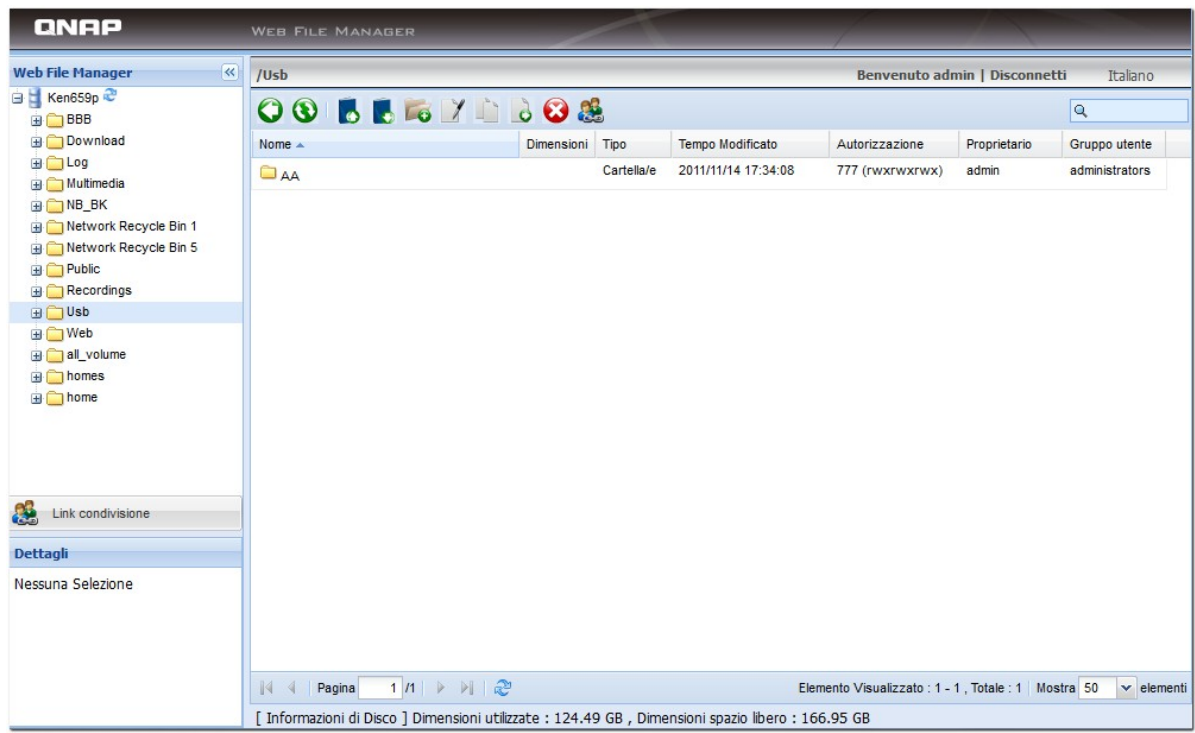 QNAP WEB FILE MANAGER
Web File Manager
Ken659p
BBB
Download
Log
Multimedia
NB_BK
Network Recycle Bin 1
Network Recycle Bin 5
Public
Recordings
Usb
Web
all_volume
homes
home
Link condivisione
Dettagli
Nessuna Selezione
/Usb Benvenuto admin | Disconnetti Italiano
Nome Dimensioni Tipo Tempo Modificato Autorizzazione Proprietario Gruppo utente
AA Cartella/e 2011/11/14 17:34:08 777 (rwxrwxrwx) admin administrators
Pagina 1 /1 Elemento Visualizzato : 1 - 1 , Totale : 1 Mostra 50 elementi
[ Informazioni di Disco ] Dimensioni utilizzate : 124.49 GB , Dimensioni spazio libero : 166.95 GB